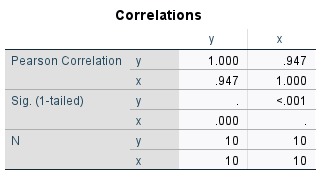 Correlations
y x
Pearson Correlation y 1.000 .947
x .947 1.000
Sig. (1-tailed) y . <.001
x .000 .
N y 10 10
x 10 10